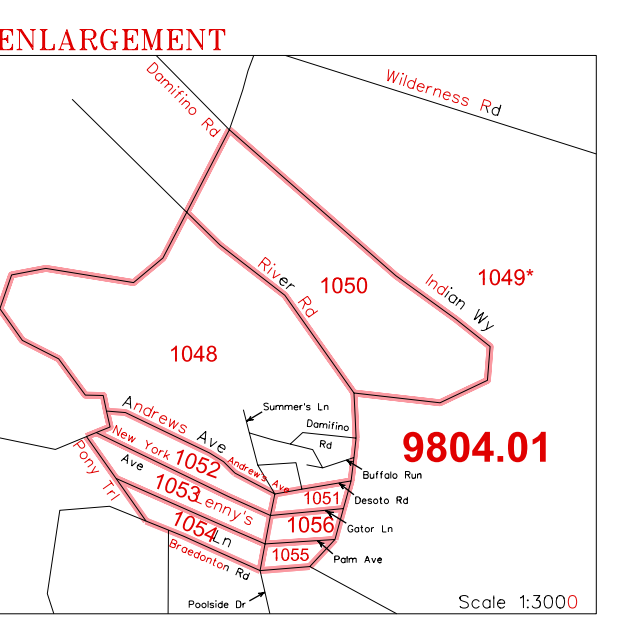 ENLARGEMENT
Damifino Rd
Wilderness Rd
River Rd
1050
Indian Wy
1049*
1048
Summer's Ln
Andrews Ave
Damifino
Rd
9804.01
New York
Ave
1052
Andrew's Ave
Buffalo Run
Pony Trl
1053
Lenny's
Ln
1051
Desoto Rd
1054
1056
Gator Ln
Braedonton Rd
1055
Palm Ave
Poolside Dr
Scale 1:3000